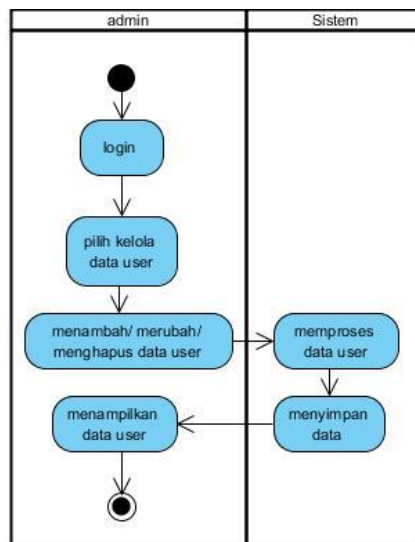 admin
Sistem
login
pilih kelola
data user
menambah/ merubah/
menghapus data user
memproses
data user
menyimpan
data
menampilkan
data user